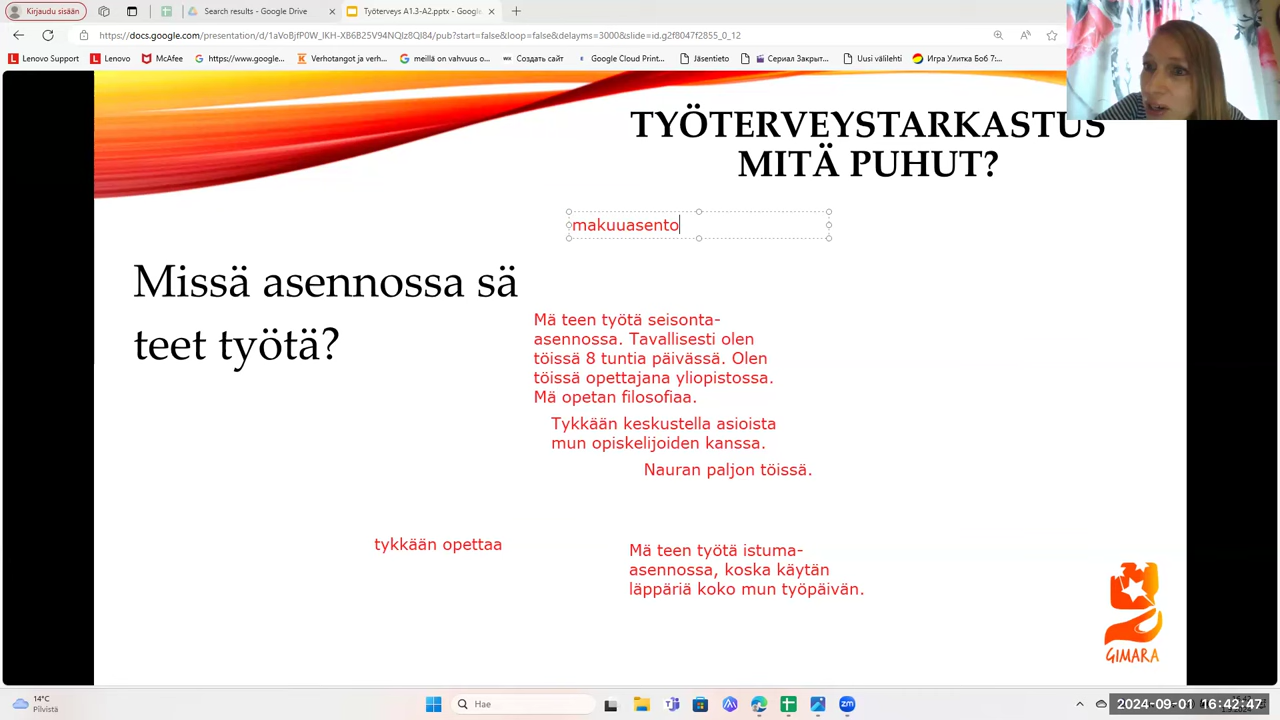 Kirjaudu sisään
Search results - Google Drive
Työterveys A1.3-A2.pptx - Google
https://docs.google.com/presentation/d/1aVoBjfP0W_IKH-XB6B25V94NQIz8QI84/pub?start=false&loop=false&delayms=3000&slide=id.g2f8047f2855_0_12
Lenovo Support
Lenovo
McAfee
https://www.google...
Verhotangot ja verh...
meillä on vahvuus o...
Создать сайт
Google Cloud Print...
Jäsentieto
Сериал Закрыт...
Uusi välilehti
Игра Улитка Боб 7:...
TYÖTERVEYSTARKASTUS
MITÄ PUHUT?
makuuasento
Missä asennossa sä
teet työtä?
Mä teen työtä seisonta-
asennossa. Tavallisesti olen
töissä 8 tuntia päivässä. Olen
töissä opettajana yliopistossa.
Mä opetan filosofiaa.
Tykkään keskustella asioista
mun opiskelijoiden kanssa.
Nauran paljon töissä.
tykkään opettaa
Mä teen työtä istuma-
asennossa, koska käytän
läppäriä koko mun työpäivän.
GIMARA
14°C
Pilvistä
Hae
2024-09-01 16:42:47